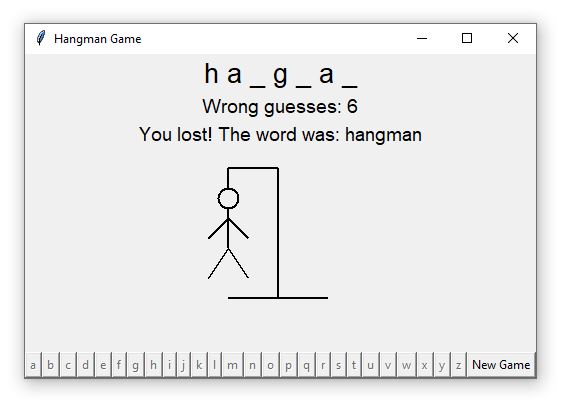 Hangman Game
h a _ g _ a _
Wrong guesses: 6
You lost! The word was: hangman
a b c d e f g h i j k l m n o p q r s t u v w x y z New Game